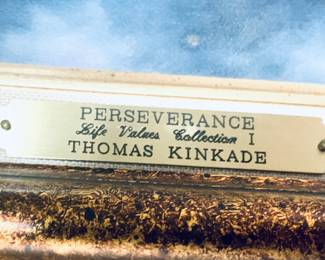 PERSEVERANCE
Life Values Collection I
THOMAS KINKADE